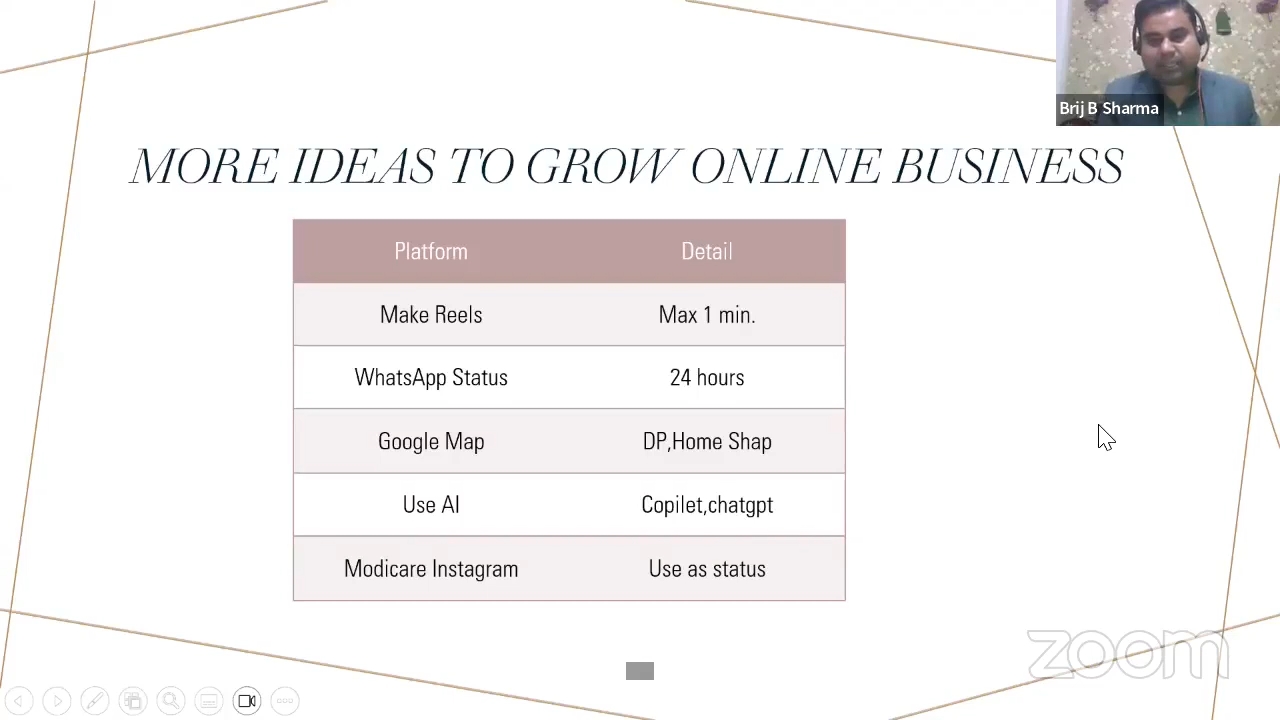 Brij B Sharma
MORE IDEAS TO GROW ONLINE BUSINESS
Platform Detail
Make Reels Max 1 min.
WhatsApp Status 24 hours
Google Map DP,Home Shap
Use AI Copilet,chatgpt
Modicare Instagram Use as status
zoom